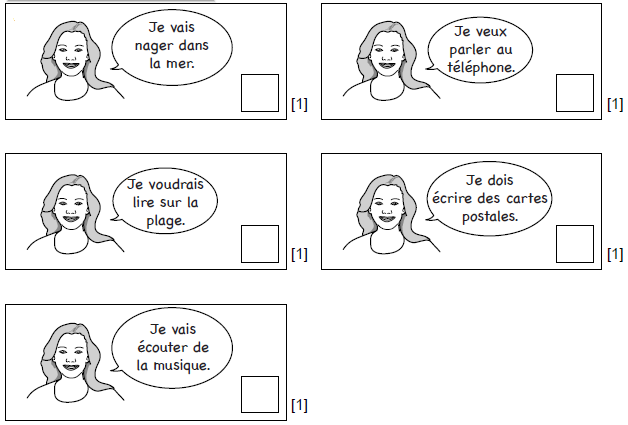 Je vais
nager dans
la mer.
[1]
Je veux
parler au
téléphone.
[1]
Je voudrais
lire sur la
plage.
[1]
Je dois
écrire des cartes
postales.
[1]
Je vais
écouter de
la musique.
[1]